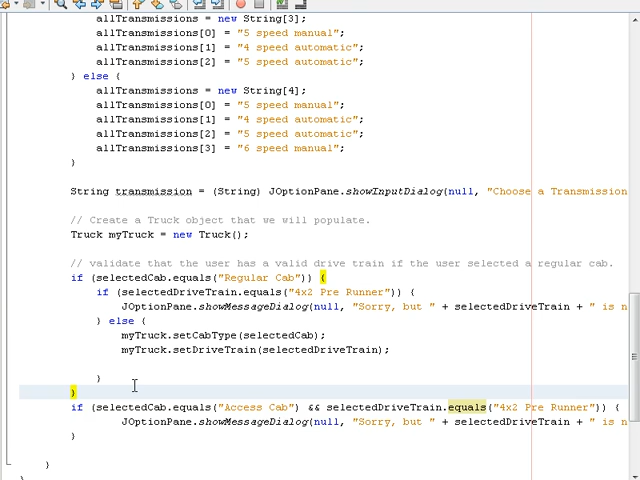 allTransmissions = new String[3];
allTransmissions[0] = "5 speed manual";
allTransmissions[1] = "4 speed automatic";
allTransmissions[2] = "5 speed automatic";
} else {
allTransmissions = new String[4];
allTransmissions[0] = "5 speed manual";
allTransmissions[1] = "4 speed automatic";
allTransmissions[2] = "5 speed automatic";
allTransmissions[3] = "6 speed manual";
}
String transmission = (String) JOptionPane.showInputDialog(null, "Choose a Transmission
// Create a Truck object that we will populate.
Truck myTruck = new Truck();
// validate that the user has a valid drive train if the user selected a regular cab.
if (selectedCab.equals("Regular Cab")) {
if (selectedDriveTrain.equals("4x2 Pre Runner")) {
JOptionPane.showMessageDialog(null, "Sorry, but " + selectedDriveTrain + " is n
} else {
myTruck.setCabType(selectedCab);
myTruck.setDriveTrain(selectedDriveTrain);
}
}
if (selectedCab.equals("Access Cab") && selectedDriveTrain.equals("4x2 Pre Runner")) {
JOptionPane.showMessageDialog(null, "Sorry, but " + selectedDriveTrain + " is n
}
}